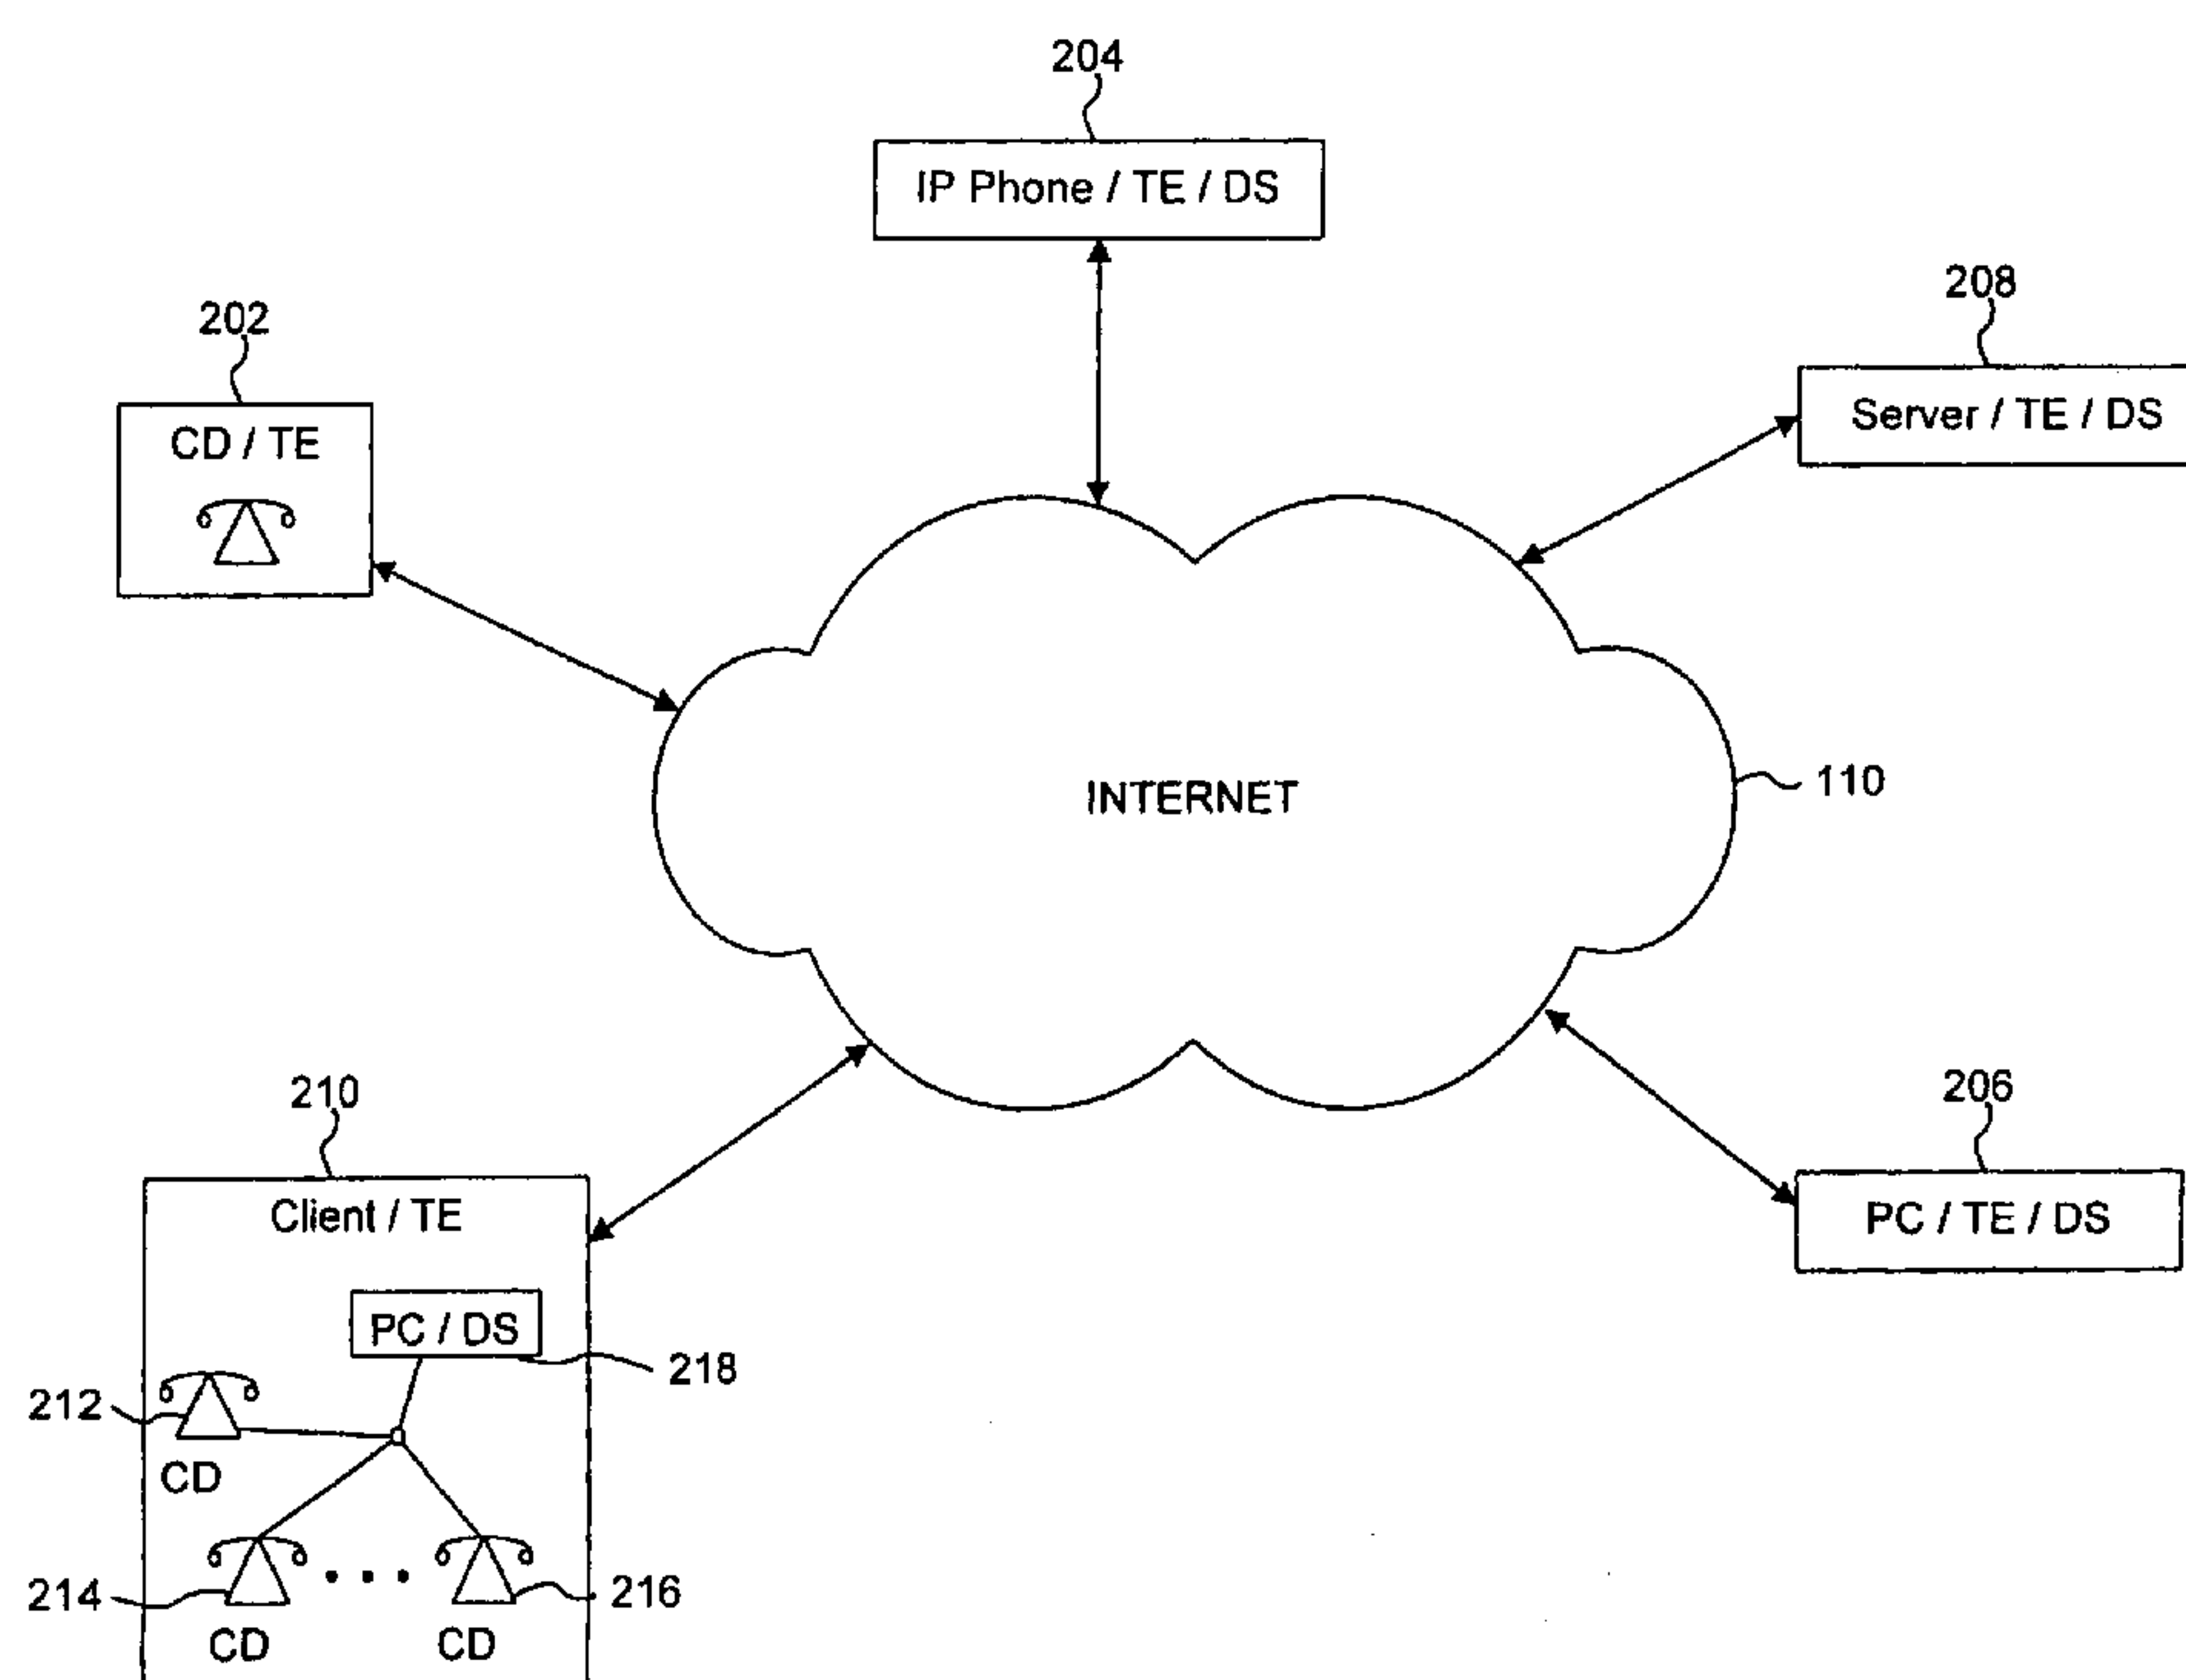 204
IP Phone / TE / DS
208
Server / TE / DS
202
CD / TE
INTERNET
110
210
Client / TE
206
PC / TE / DS
PC / DS
218
212
CD
214
216
CD
CD